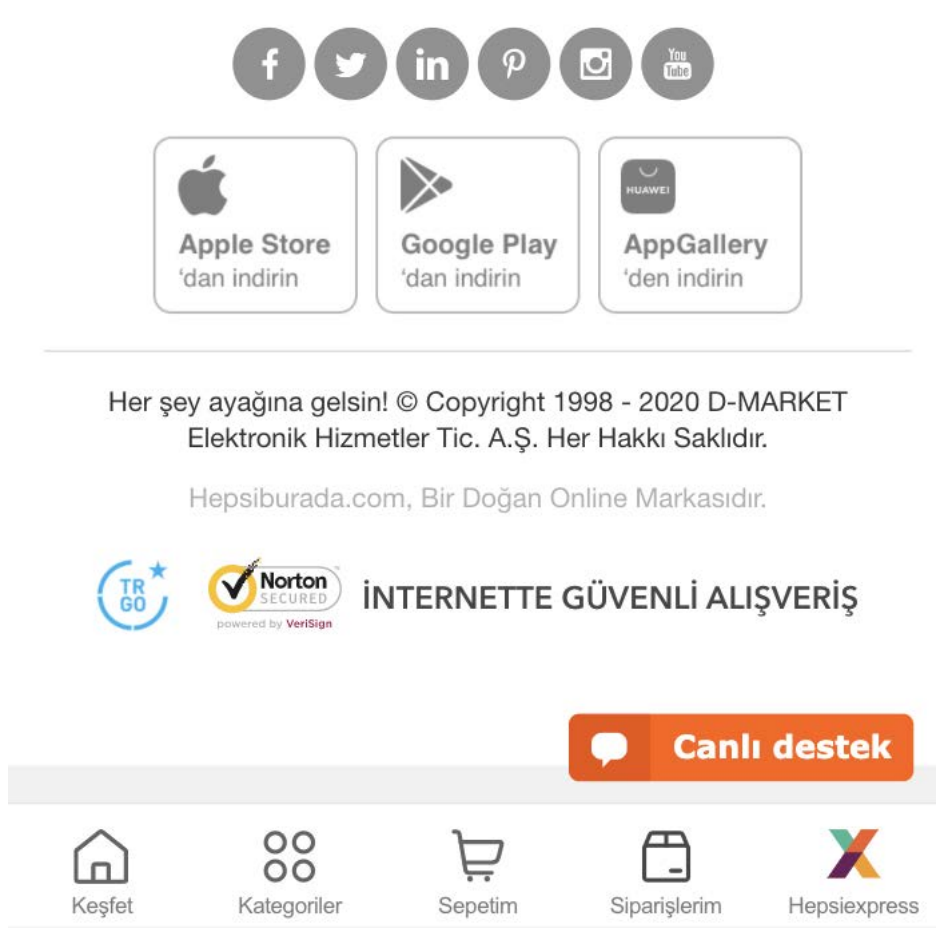 f in You Tube
HUAWEI
Apple Store Google Play AppGallery
‘dan indirin ‘dan indirin ‘den indirin
Her şey ayağına gelsin! © Copyright 1998 - 2020 D-MARKET
Elektronik Hizmetler Tic. A.Ş. Her Hakkı Saklıdır.
Hepsiburada.com, Bir Doğan Online Markasıdır.
TR GO Norton SECURED powered by VeriSign İNTERNETTE GÜVENLİ ALIŞVERİŞ
Canlı destek
Keşfet Kategoriler Sepetim Siparişlerim Hepsiexpress